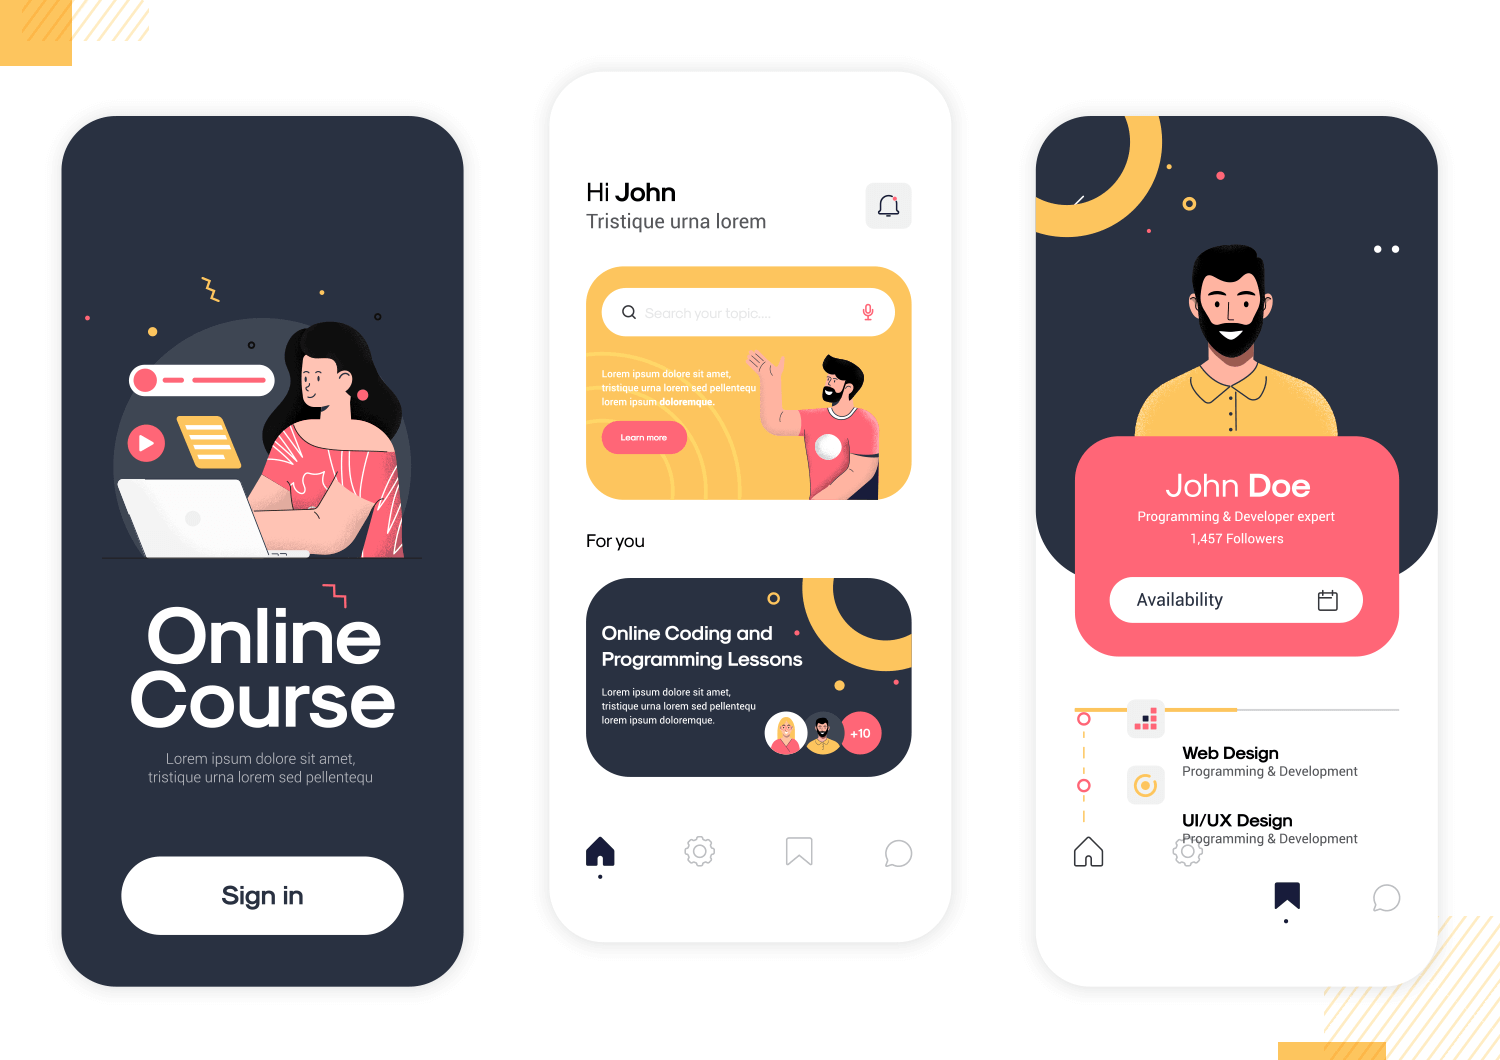 Online
Course
Lorem ipsum dolore sit amet,
tristique urna lorem sed pellentequ
Sign in
Hi John
Tristique urna lorem
Search your topic....
Lorem ipsum dolor sit amet,
tristique urna lorem sed pellentequ
lorem ipsum doloremque.
Learn more
For you
Online Coding and
Programming Lessons
Lorem ipsum dolore sit amet,
tristique urna lorem sed pellentequ
lorem ipsum doloremque.
+10
John Doe
Programming & Developer expert
1,457 Followers
Availability
Web Design
Programming & Development
UI/UX Design
Programming & Development